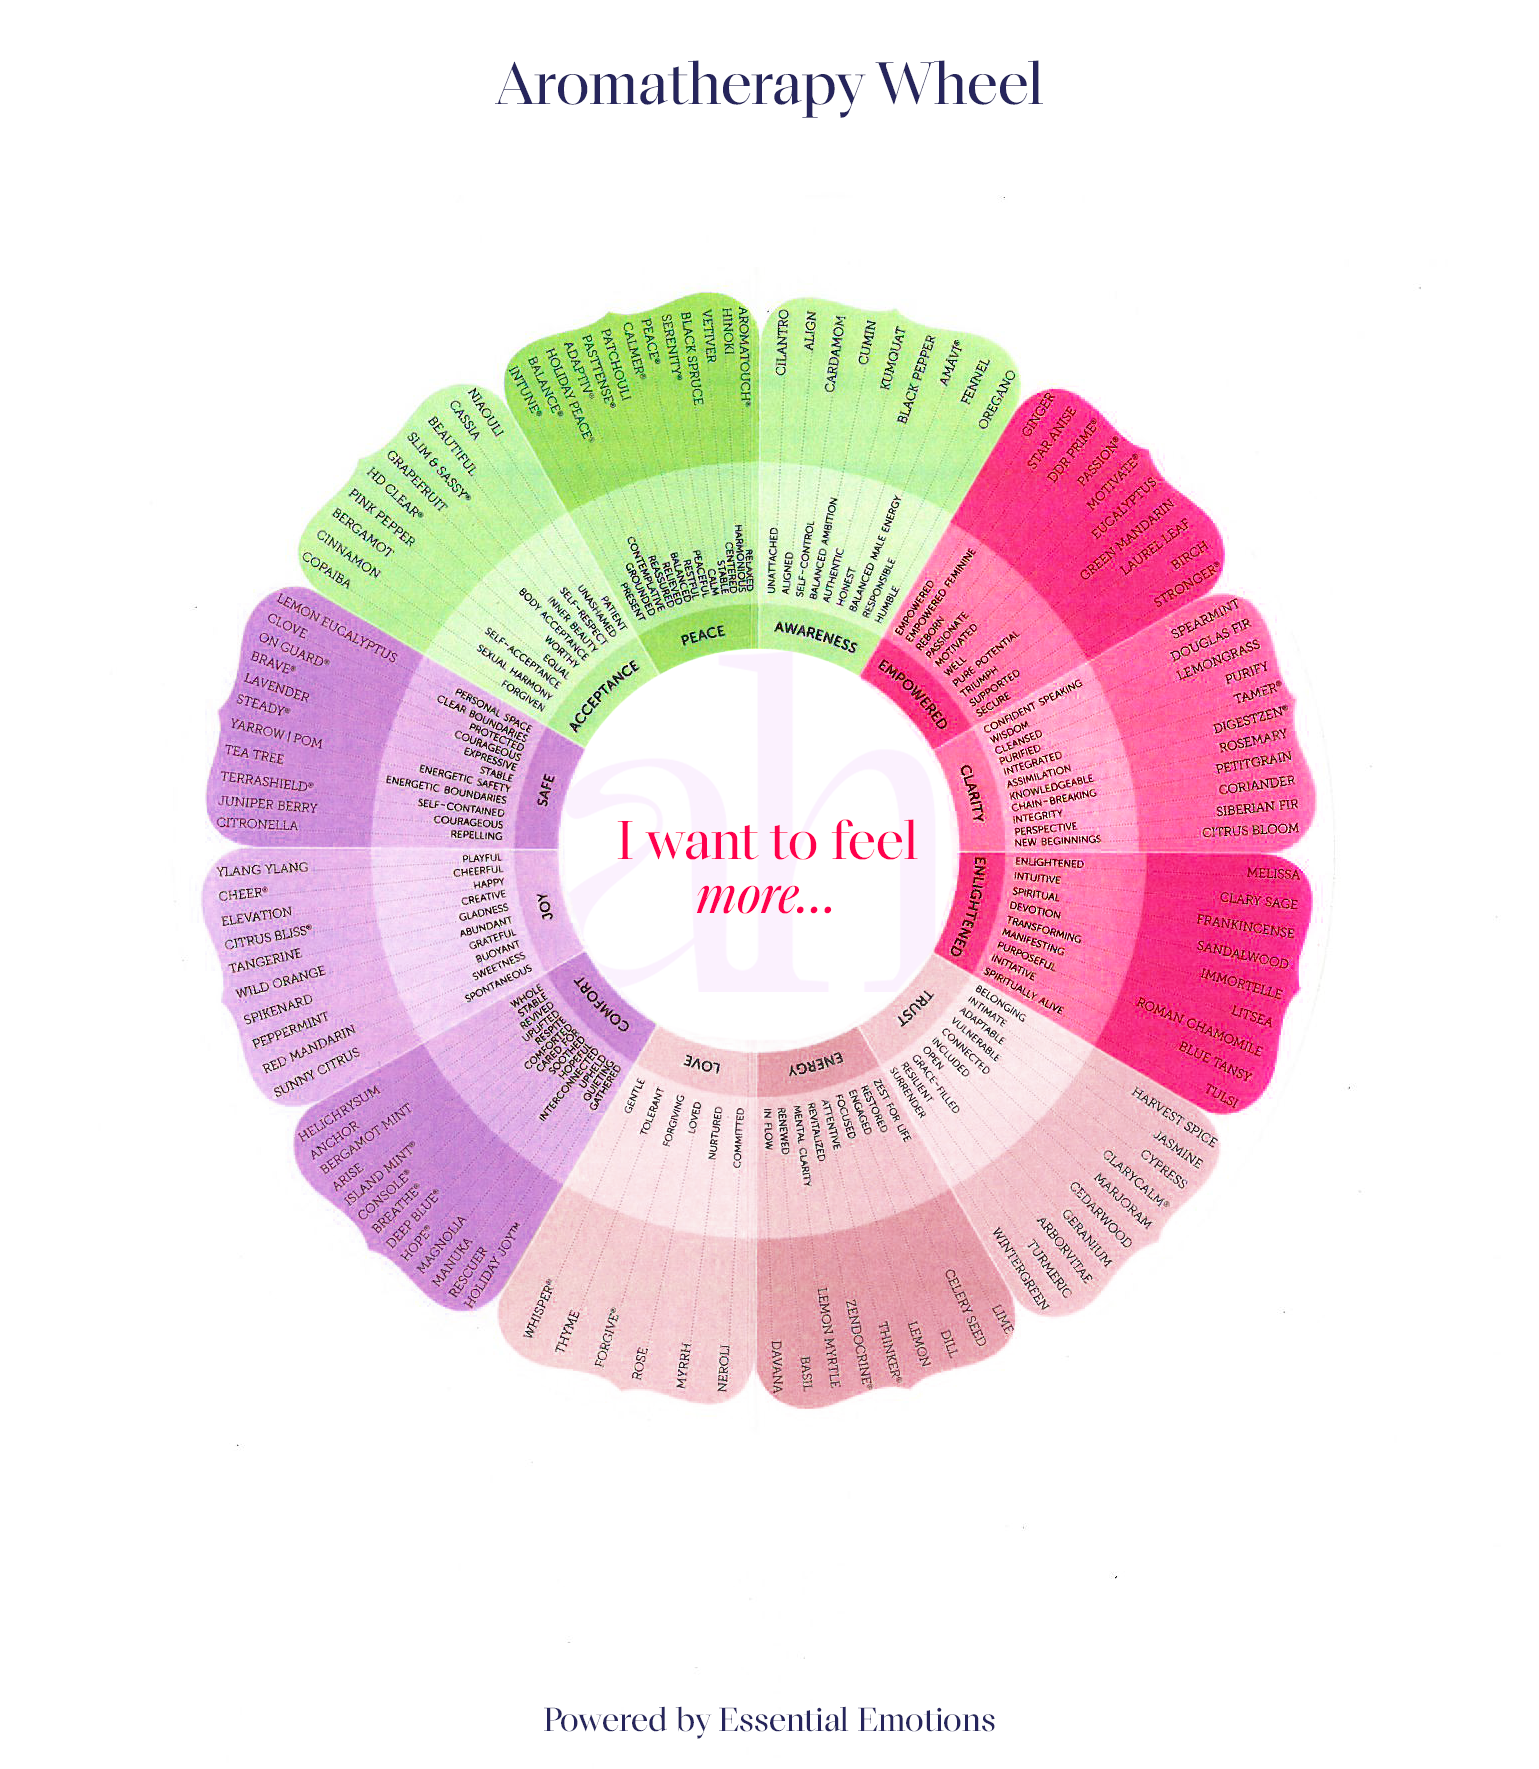 Aromatherapy Wheel
I want to feel
more...
ah
PEACE
AROMATOUCH®
HINOKI
VETIVER
BLACK SPRUCE
SERENITY®
PEACE®
CALMER®
PATCHOULI
PASTTENSE®
ADAPTIV®
HOLIDAY PEACE®
BALANCE®
INTUNE®
RELAXED
HARMONIOUS
CENTERED
STABLE
CALM
PEACEFUL
RESTFUL
BALANCED
RELIEVED
REASSURED
CONTEMPLATIVE
GROUNDED
PRESENT
AWARENESS
CILANTRO
ALIGN
CARDAMOM
CUMIN
KUMQUAT
BLACK PEPPER
AMAVI®
FENNEL
OREGANO
UNATTACHED
ALIGNED
SELF-CONTROL
BALANCED AMBITION
AUTHENTIC
HONEST
BALANCED MALE ENERGY
RESPONSIBLE
HUMBLE
EMPOWERED
GINGER
STAR ANISE
DDR PRIME®
PASSION®
MOTIVATE®
EUCALYPTUS
GREEN MANDARIN
LAUREL LEAF
BIRCH
STRONGER®
EMPOWERED
EMPOWERED FEMININE
REBORN
PASSIONATE
MOTIVATED
WELL
PURE POTENTIAL
TRIUMPH
SUPPORTED
SECURE
CLARITY
SPEARMINT
DOUGLAS FIR
LEMONGRASS
PURIFY
TAMER®
DIGESTZEN®
ROSEMARY
PETITGRAIN
CORIANDER
SIBERIAN FIR
CITRUS BLOOM
CONFIDENT SPEAKING
WISDOM
CLEANSED
PURIFIED
INTEGRATED
ASSIMILATION
KNOWLEDGEABLE
CHAIN-BREAKING
INTEGRITY
PERSPECTIVE
NEW BEGINNINGS
ENLIGHTENED
MELISSA
CLARY SAGE
FRANKINCENSE
SANDALWOOD
IMMORTELLE
LITSEA
ROMAN CHAMOMILE
BLUE TANSY
TULSI
ENLIGHTENED
INTUITIVE
SPIRITUAL
DEVOTION
TRANSFORMING
MANIFESTING
PURPOSEFUL
INITIATIVE
SPIRITUALLY ALIVE
TRUST
HARVEST SPICE
JASMINE
CYPRESS
CLARYCALM®
MARJORAM
CEDARWOOD
GERANIUM
ARBORVITAE
TURMERIC
WINTERGREEN
BELONGING
INTIMATE
ADAPTABLE
VULNERABLE
CONNECTED
INCLUDED
OPEN
GRACE-FILLED
RESILIENT
SURRENDER
ENERGY
LIME
CELERY SEED
DILL
LEMON
THINKER®
ZENDOCRINE®
LEMON MYRTLE
BASIL
DAVANA
ZEST FOR LIFE
RESTORED
ENGAGED
FOCUSED
ATTENTIVE
REVITALIZED
MENTAL CLARITY
RENEWED
IN FLOW
LOVE
NEROLI
MYRRH
ROSE
FORGIVE®
THYME
WHISPER®
COMMITTED
NURTURED
LOVED
FORGIVING
TOLERANT
GENTLE
COMFORT
HELICHRYSUM
ANCHOR
BERGAMOT MINT
ARISE
ISLAND MINT®
CONSOLE®
BREATHE®
DEEP BLUE®
HOPE®
MAGNOLIA
MANUKA
RESCUER
HOLIDAY JOY™
WHOLE
STABLE
REVIVED
UPLIFTED
RESPITE
COMFORTED
CARED FOR
SOOTHED
HOPEFUL
INTERCONNECTED
UPHELD
QUIETING
GATHERED
JOY
YLANG YLANG
CHEER®
ELEVATION
CITRUS BLISS®
TANGERINE
WILD ORANGE
SPIKENARD
PEPPERMINT
RED MANDARIN
SUNNY CITRUS
PLAYFUL
CHEERFUL
HAPPY
CREATIVE
GLADNESS
ABUNDANT
GRATEFUL
BUOYANT
SWEETNESS
SPONTANEOUS
SAFE
LEMON EUCALYPTUS
CLOVE
ON GUARD®
BRAVE®
LAVENDER
STEADY®
YARROW | POM
TEA TREE
TERRASHIELD®
JUNIPER BERRY
CITRONELLA
PERSONAL SPACE
CLEAR BOUNDARIES
PROTECTED
COURAGEOUS
EXPRESSIVE
STABLE
ENERGETIC SAFETY
ENERGETIC BOUNDARIES
SELF-CONTAINED
COURAGEOUS
REPELLING
ACCEPTANCE
NIAOULI
CASSIA
BEAUTIFUL
SLIM & SASSY®
GRAPEFRUIT
HD CLEAR®
PINK PEPPER
BERGAMOT
CINNAMON
COPAIBA
PATIENT
UNASHAMED
SELF-RESPECT
INNER BEAUTY
BODY ACCEPTANCE
WORTHY
EQUAL
SELF-ACCEPTANCE
SEXUAL HARMONY
FORGIVEN
Powered by Essential Emotions